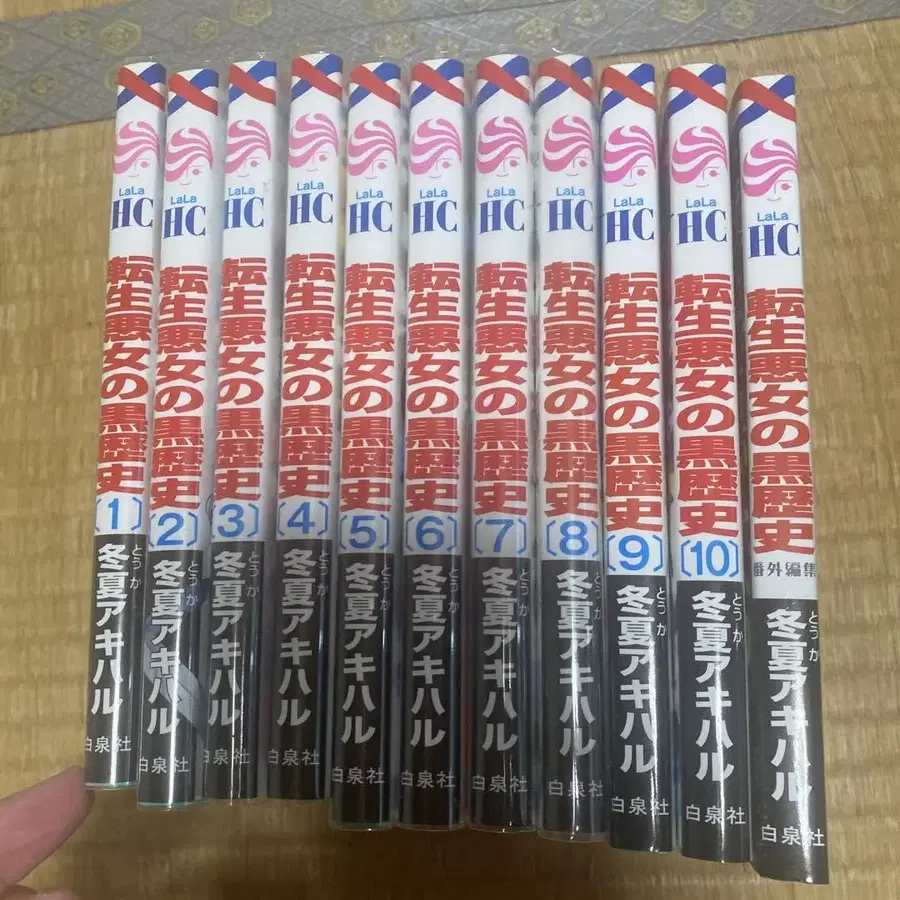 LaLa
HC
転生悪女の黒歴史
(1)
とうか
冬夏アキハル
白泉社
LaLa
HC
転生悪女の黒歴史
(2)
とうか
冬夏アキハル
白泉社
LaLa
HC
転生悪女の黒歴史
(3)
とうか
冬夏アキハル
白泉社
LaLa
HC
転生悪女の黒歴史
(4)
とうか
冬夏アキハル
白泉社
LaLa
HC
転生悪女の黒歴史
(5)
とうか
冬夏アキハル
白泉社
LaLa
HC
転生悪女の黒歴史
(6)
とうか
冬夏アキハル
白泉社
LaLa
HC
転生悪女の黒歴史
(7)
とうか
冬夏アキハル
白泉社
LaLa
HC
転生悪女の黒歴史
(8)
とうか
冬夏アキハル
白泉社
LaLa
HC
転生悪女の黒歴史
(9)
とうか
冬夏アキハル
白泉社
LaLa
HC
転生悪女の黒歴史
(10)
とうか
冬夏アキハル
白泉社
LaLa
HC
転生悪女の黒歴史
番外編集
とうか
冬夏アキハル
白泉社